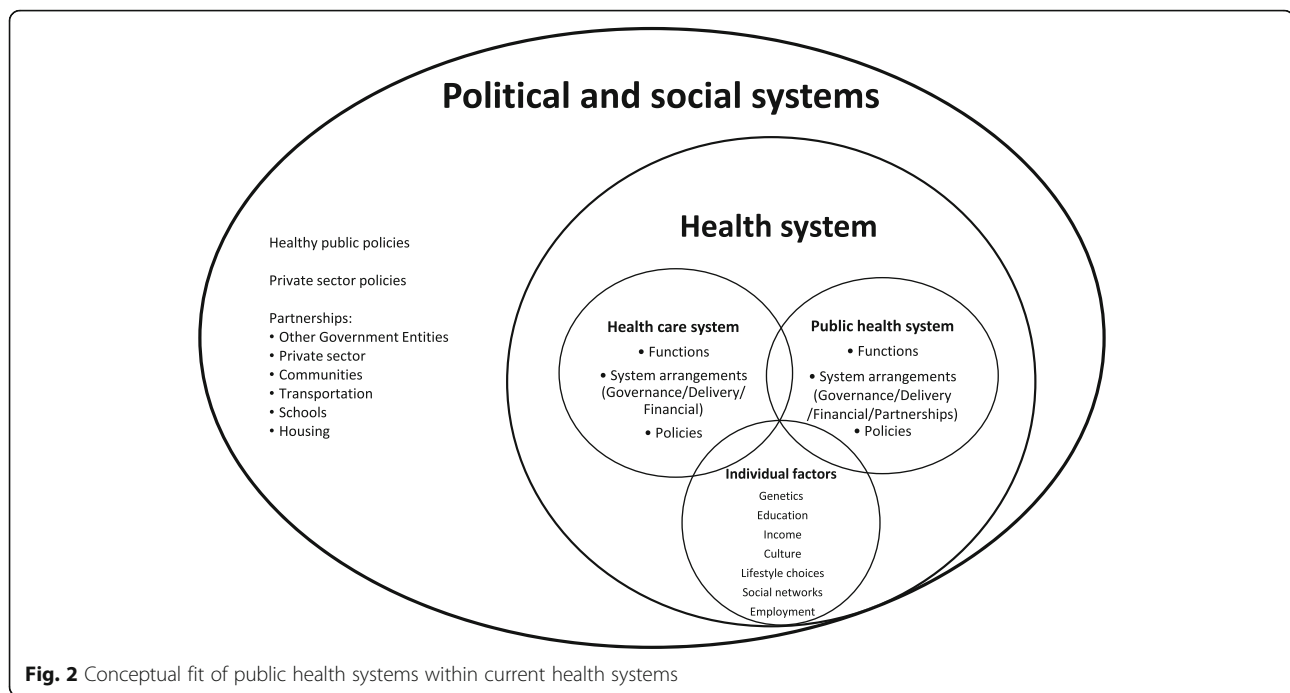 Political and social systems
Healthy public policies
Private sector policies
Partnerships:
• Other Government Entities
• Private sector
• Communities
• Transportation
• Schools
• Housing
Health system
Health care system
• Functions
• System arrangements
(Governance/Delivery/
Financial)
• Policies
Public health system
• Functions
• System arrangements
(Governance/Delivery
/Financial/Partnerships)
• Policies
Individual factors
Genetics
Education
Income
Culture
Lifestyle choices
Social networks
Employment
Fig. 2 Conceptual fit of public health systems within current health systems